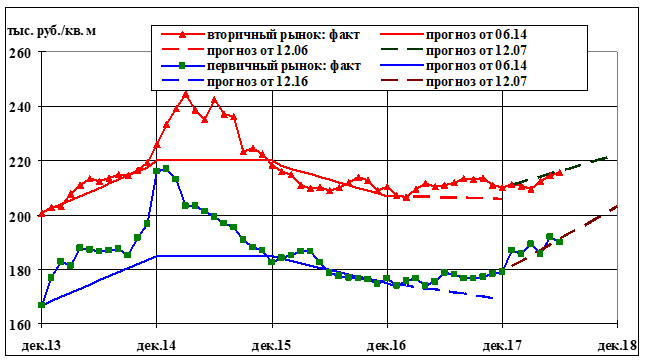 тыс. руб./кв. м
вторичный рынок: факт
прогноз от 06.14
прогноз от 12.06
прогноз от 12.07
первичный рынок: факт
прогноз от 06.14
прогноз от 12.16
прогноз от 12.07
260
240
220
200
180
160
дек.13
дек.14
дек.15
дек.16
дек.17
дек.18